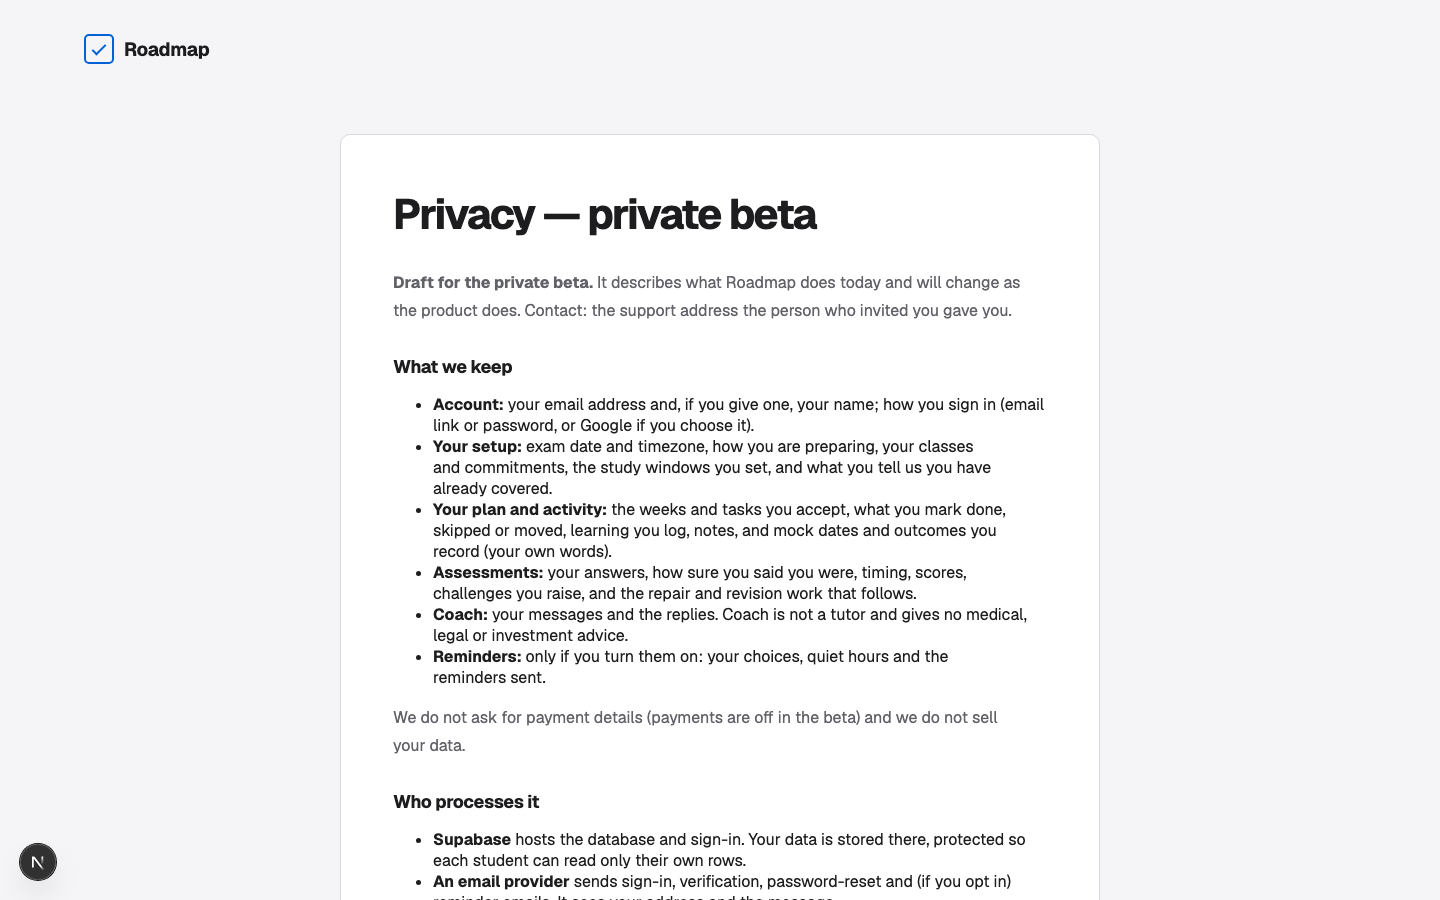 Roadmap
Privacy — private beta
Draft for the private beta. It describes what Roadmap does today and will change as
the product does. Contact: the support address the person who invited you gave you.
What we keep
• Account: your email address and, if you give one, your name; how you sign in (email
link or password, or Google if you choose it).
• Your setup: exam date and timezone, how you are preparing, your classes
and commitments, the study windows you set, and what you tell us you have
already covered.
• Your plan and activity: the weeks and tasks you accept, what you mark done,
skipped or moved, learning you log, notes, and mock dates and outcomes you
record (your own words).
• Assessments: your answers, how sure you said you were, timing, scores,
challenges you raise, and the repair and revision work that follows.
• Coach: your messages and the replies. Coach is not a tutor and gives no medical,
legal or investment advice.
• Reminders: only if you turn them on: your choices, quiet hours and the
reminders sent.
We do not ask for payment details (payments are off in the beta) and we do not sell
your data.
Who processes it
• Supabase hosts the database and sign-in. Your data is stored there, protected so
each student can read only their own rows.
• An email provider sends sign-in, verification, password-reset and (if you opt in)
reminder emails. It sees your address and the message.
N